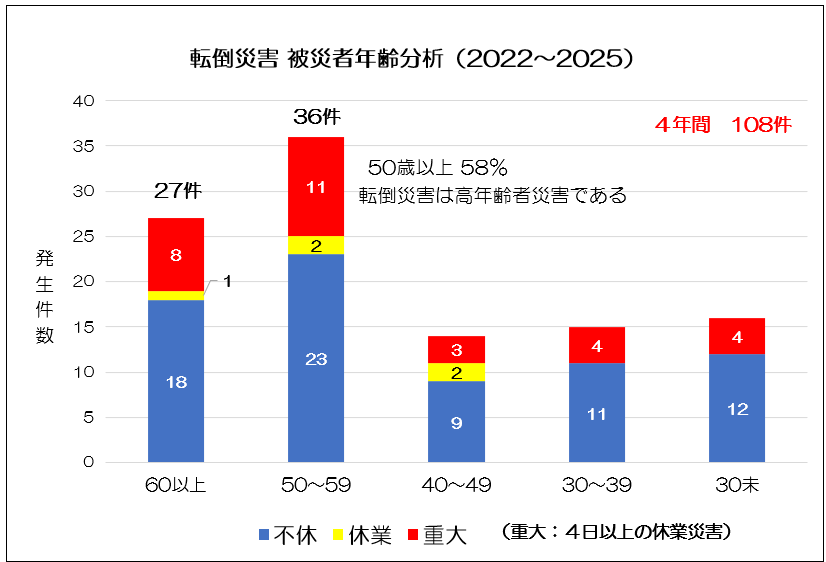 転倒災害 被災者年齢分析（2022～2025）
４年間　108件
36件
27件
50歳以上 58％
転倒災害は高年齢者災害である
発生件数
40
35
30
25
20
15
10
5
0
8
1
18
11
2
23
3
2
9
4
11
4
12
60以上
50～59
40～49
30～39
30未
不休
休業
重大
（重大：４日以上の休業災害）